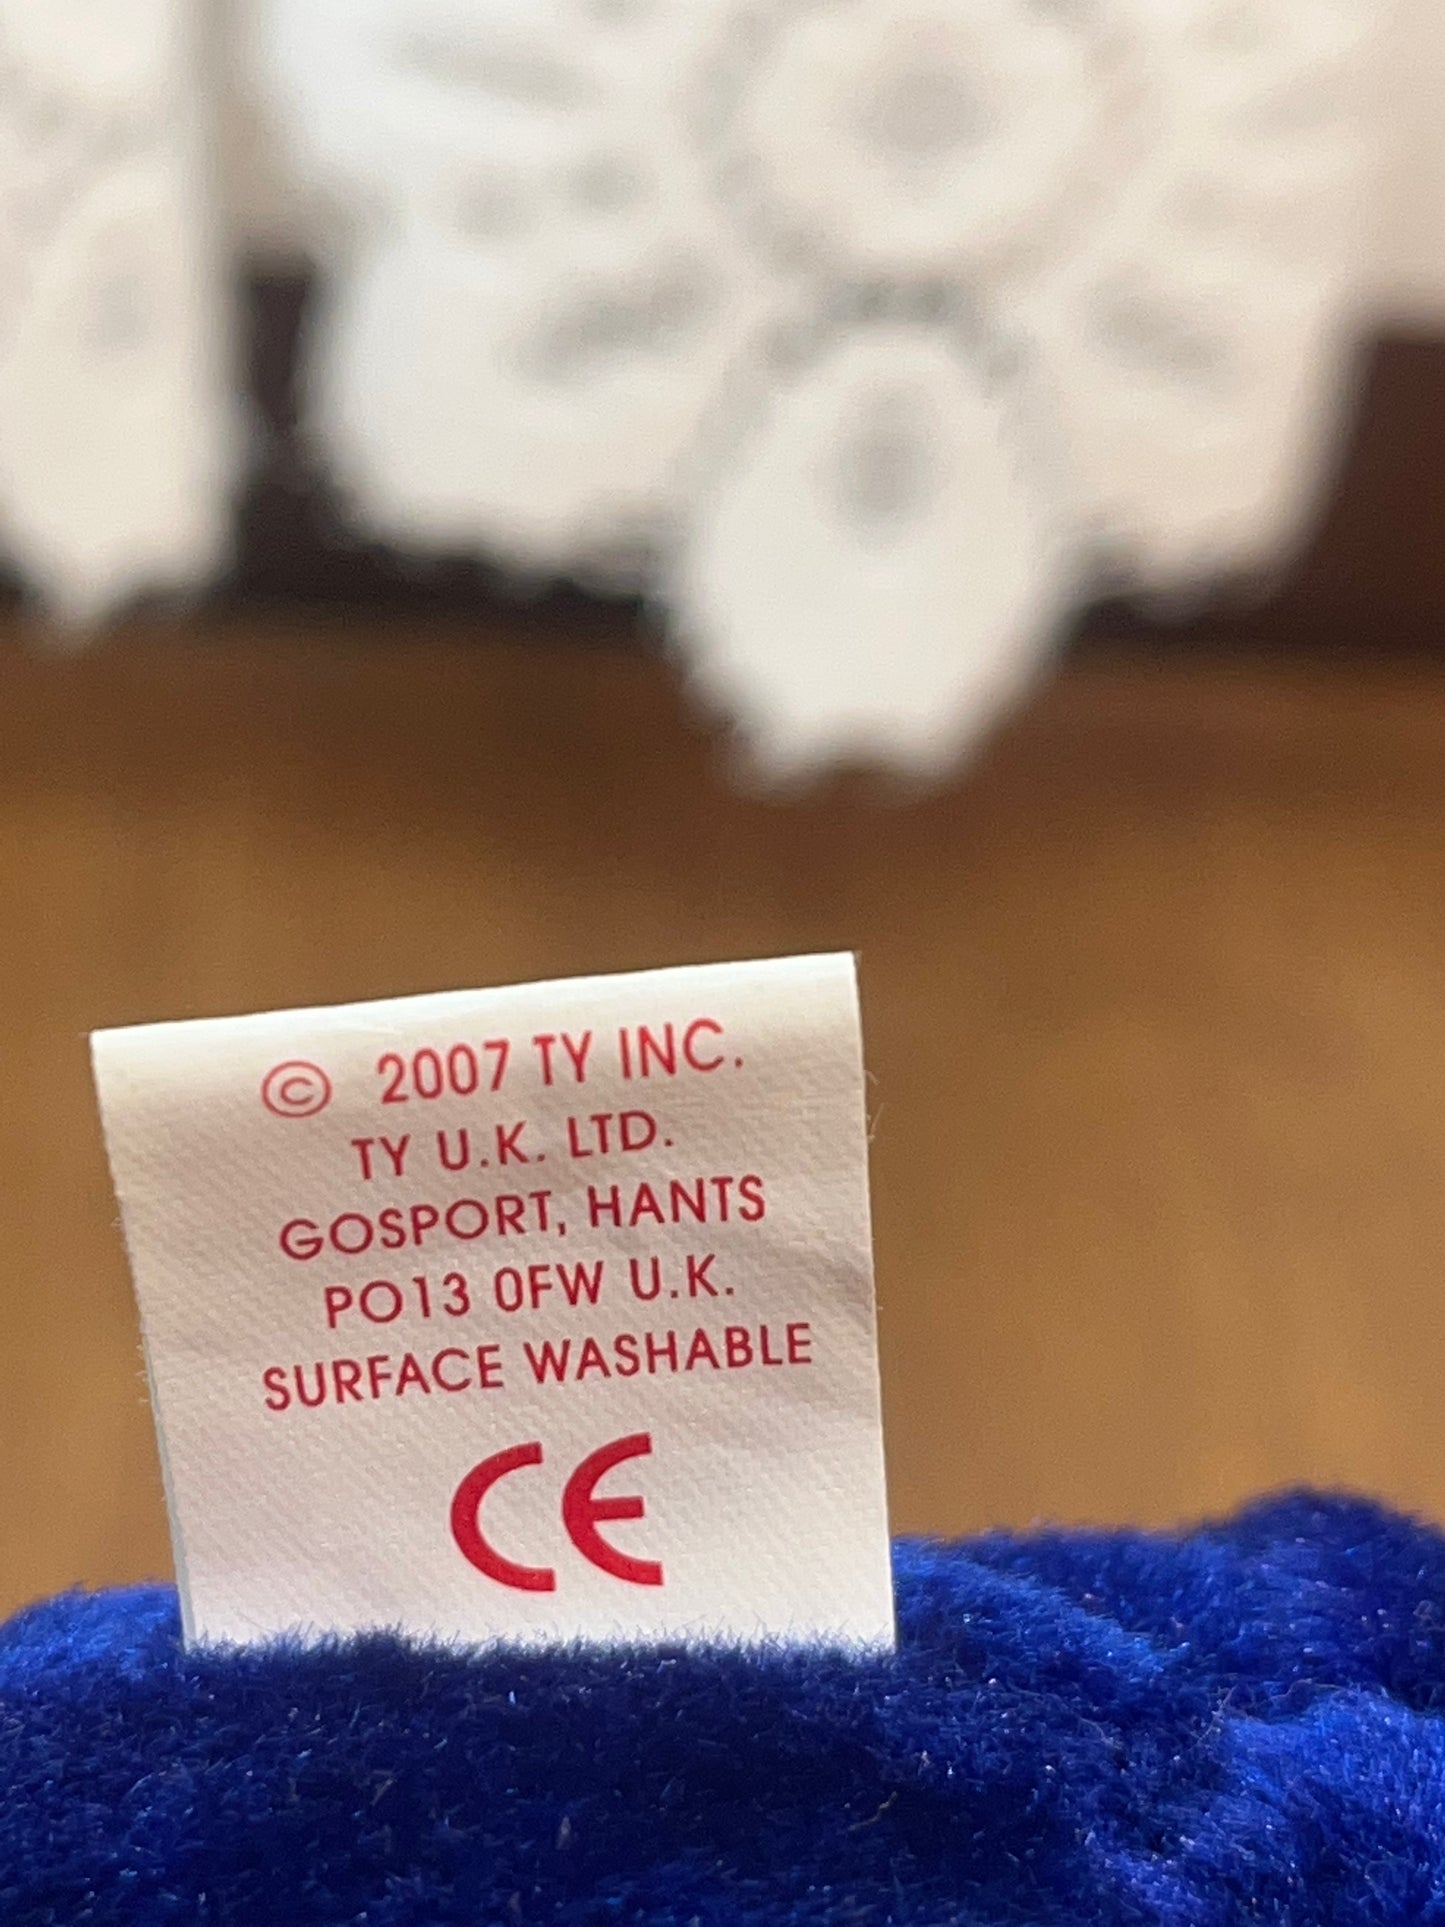 © 2007 TY INC.
TY U.K. LTD.
GOSPORT, HANTS
PO13 0FW U.K.
SURFACE WASHABLE
CE